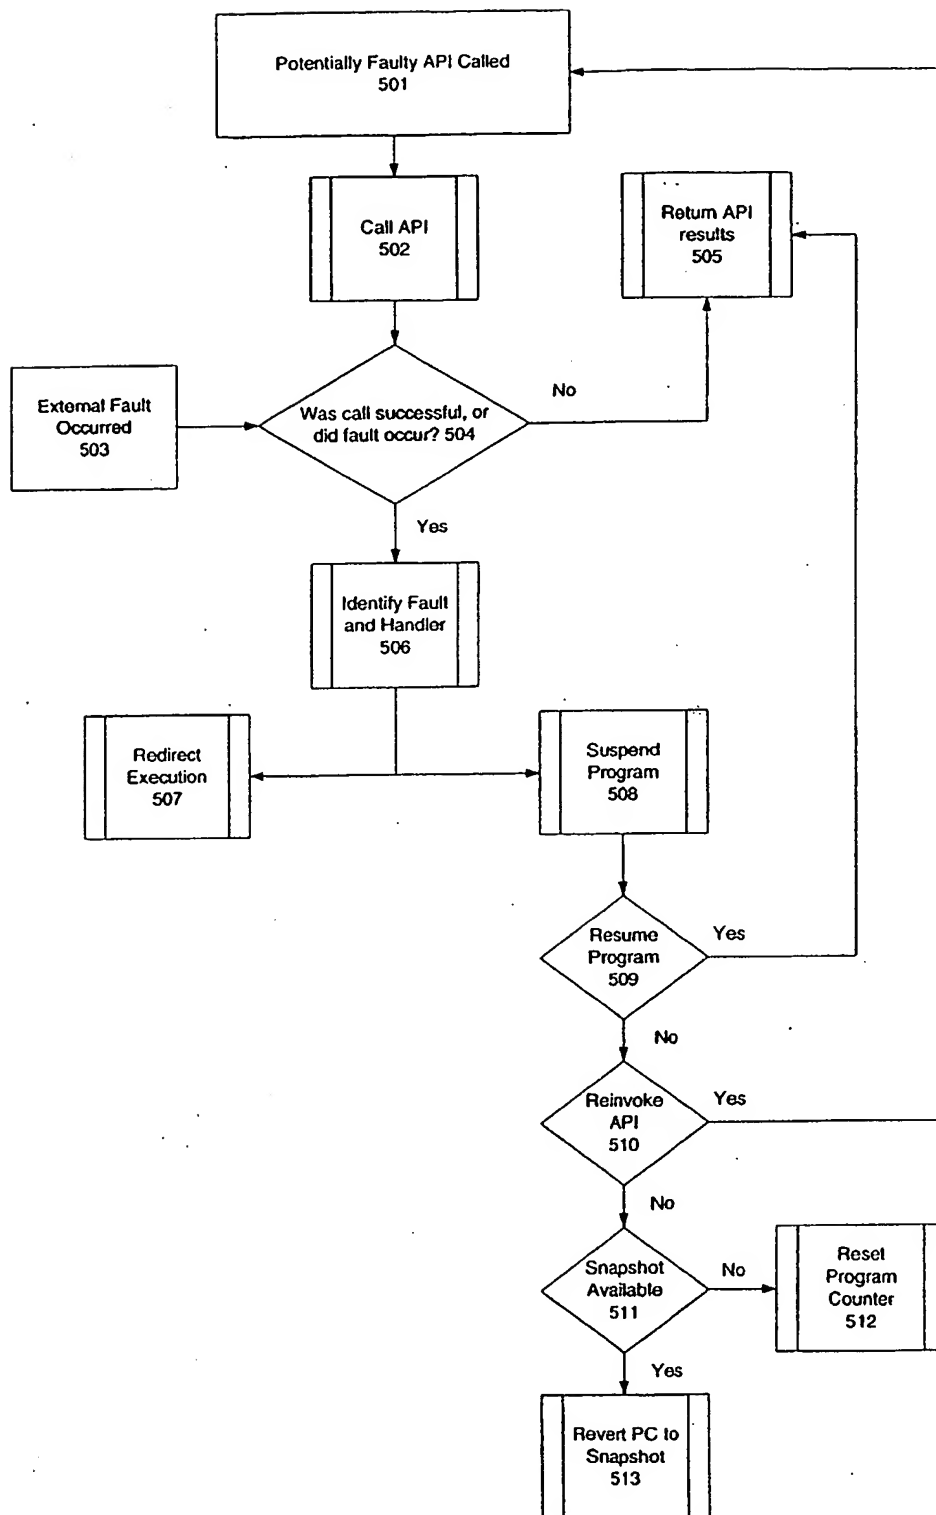 Potentially Faulty API Called
501
Call API
502
Return API
results
505
External Fault
Occurred
503
Was call successful, or
did fault occur? 504
No
Yes
Identify Fault
and Handler
506
Redirect
Execution
507
Suspend
Program
508
Resume
Program
509
Yes
No
Reinvoke
API
510
Yes
No
Snapshot
Available
511
No
Reset
Program
Counter
512
Yes
Revert PC to
Snapshot
513